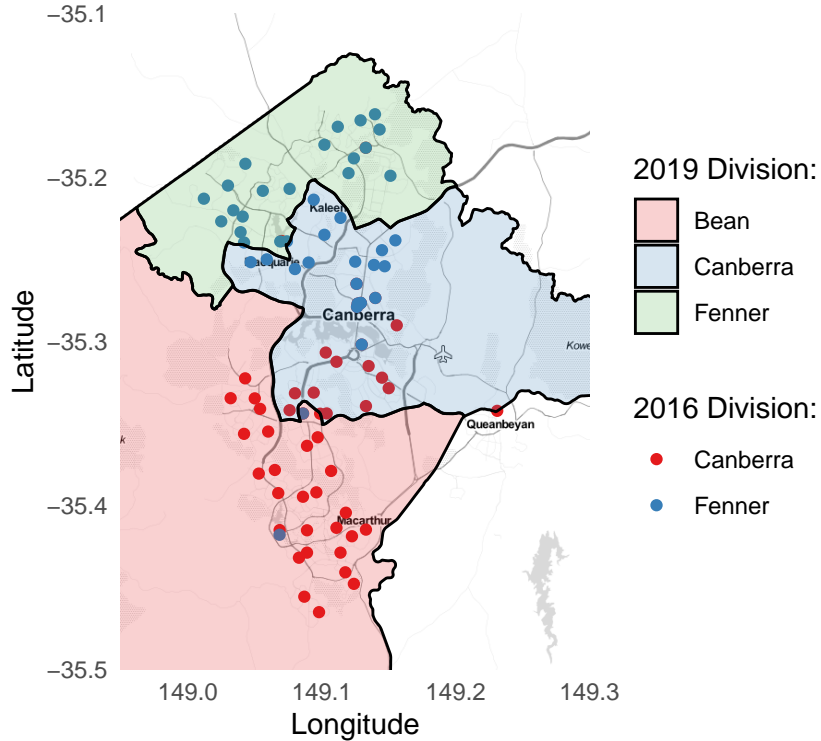 −35.1
−35.2
−35.3
−35.4
−35.5
Latitude
149.0
149.1
149.2
149.3
Longitude
Kaleen
Canberra
Kowe
Queanbeyan
k
Macarthur
2019 Division:
Bean
Canberra
Fenner
2016 Division:
Canberra
Fenner